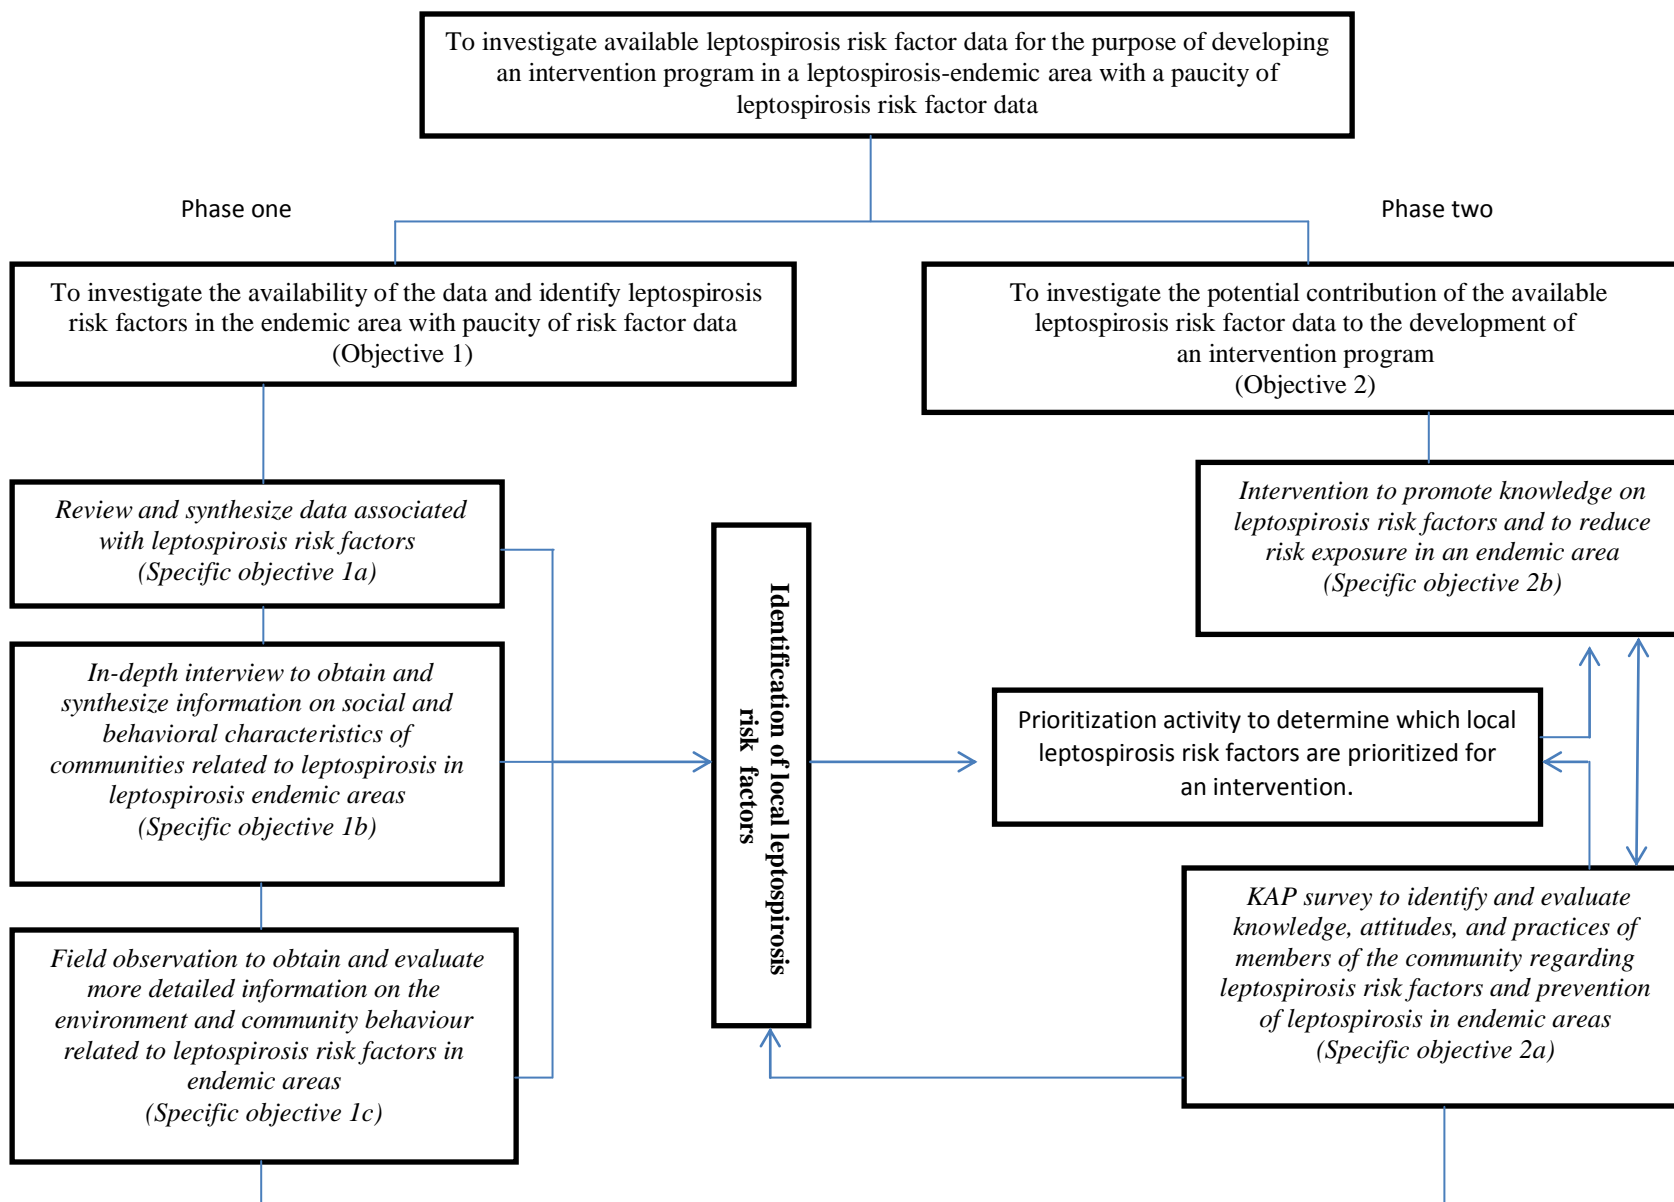 To investigate available leptospirosis risk factor data for the purpose of developing
an intervention program in a leptospirosis-endemic area with a paucity of
leptospirosis risk factor data
Phase one
Phase two
To investigate the availability of the data and identify leptospirosis
risk factors in the endemic area with paucity of risk factor data
(Objective 1)
To investigate the potential contribution of the available
leptospirosis risk factor data to the development of
an intervention program
(Objective 2)
Review and synthesize data associated
with leptospirosis risk factors
(Specific objective 1a)
In-depth interview to obtain and
synthesize information on social and
behavioral characteristics of
communities related to leptospirosis in
leptospirosis endemic areas
(Specific objective 1b)
Field observation to obtain and evaluate
more detailed information on the
environment and community behaviour
related to leptospirosis risk factors in
endemic areas
(Specific objective 1c)
Identification of local leptospirosis
risk factors
Intervention to promote knowledge on
leptospirosis risk factors and to reduce
risk exposure in an endemic area
(Specific objective 2b)
Prioritization activity to determine which local
leptospirosis risk factors are prioritized for
an intervention.
KAP survey to identify and evaluate
knowledge, attitudes, and practices of
members of the community regarding
leptospirosis risk factors and prevention
of leptospirosis in endemic areas
(Specific objective 2a)